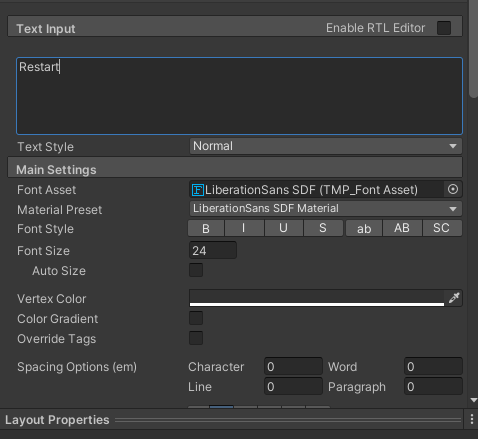 Text Input Enable RTL Editor
Restart
Text Style Normal
Main Settings
Font Asset F LiberationSans SDF (TMP_Font Asset)
Material Preset LiberationSans SDF Material
Font Style B I U S ab AB SC
Font Size 24
Auto Size
Vertex Color
Color Gradient
Override Tags
Spacing Options (em) Character 0 Word 0
Line 0 Paragraph 0
Layout Properties